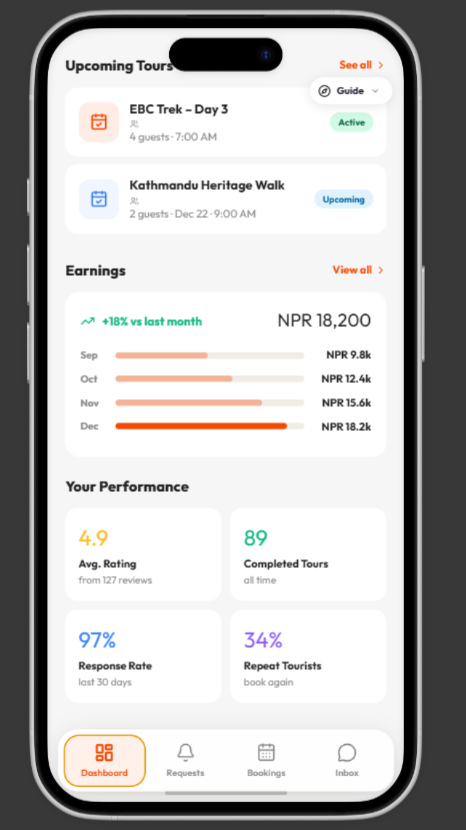 Upcoming Tours
See all
Guide
EBC Trek – Day 3
4 guests · 7:00 AM
Active
Kathmandu Heritage Walk
2 guests · Dec 22 · 9:00 AM
Upcoming
Earnings
View all
+18% vs last month
NPR 18,200
Sep NPR 9.8k
Oct NPR 12.4k
Nov NPR 15.6k
Dec NPR 18.2k
Your Performance
4.9
Avg. Rating
from 127 reviews
89
Completed Tours
all time
97%
Response Rate
last 30 days
34%
Repeat Tourists
book again
Dashboard
Requests
Bookings
Inbox